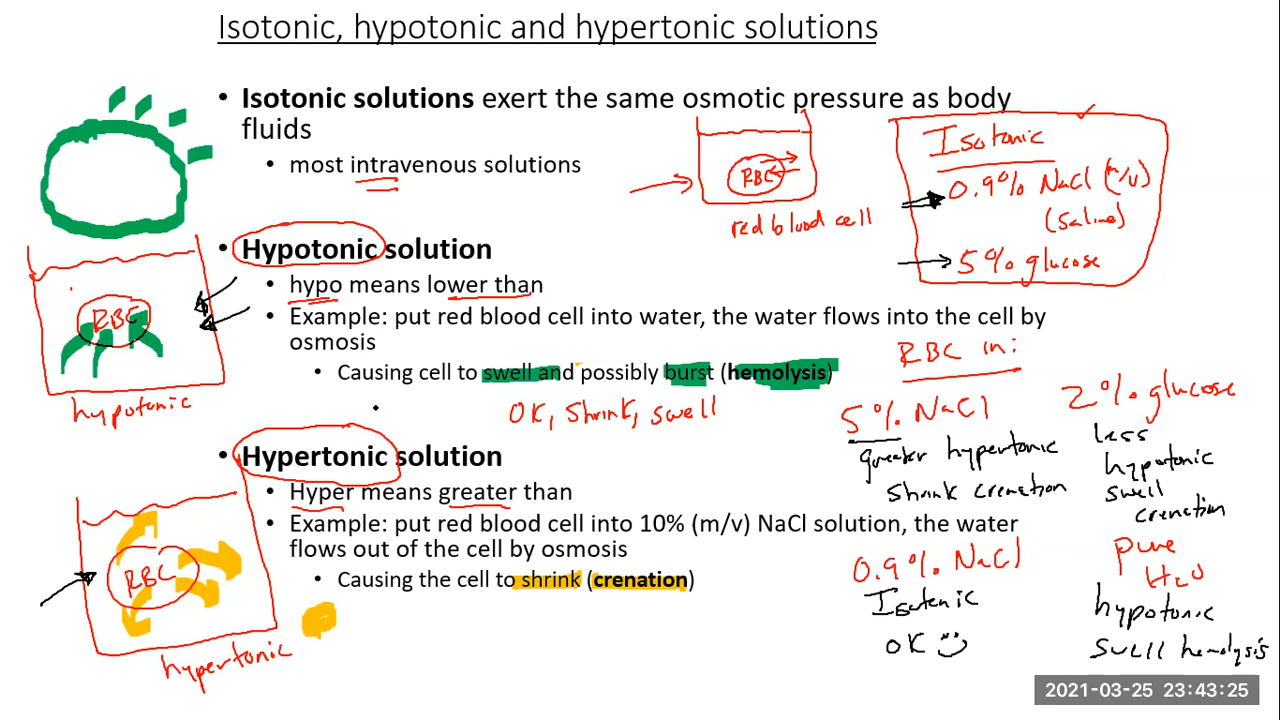 Isotonic, hypotonic and hypertonic solutions
• Isotonic solutions exert the same osmotic pressure as body
fluids
• most intravenous solutions
RBC
red blood cell
Isotonic
0.9% NaCl (m/v)
(saline)
5% glucose
• Hypotonic solution
• hypo means lower than
• Example: put red blood cell into water, the water flows into the cell by
osmosis
• Causing cell to swell and possibly burst (hemolysis)
RBC
hypotonic
OK, shrink, swell
RBC in:
5% NaCl
greater hypertonic
shrink crenation
2% glucose
less
hypotonic
swell
crenation
• Hypertonic solution
• Hyper means greater than
• Example: put red blood cell into 10% (m/v) NaCl solution, the water
flows out of the cell by osmosis
• Causing the cell to shrink (crenation)
RBC
hypertonic
0.9% NaCl
Isotonic
OK
pure
H2O
hypotonic
swell hemolysis
2021-03-25 23:43:25